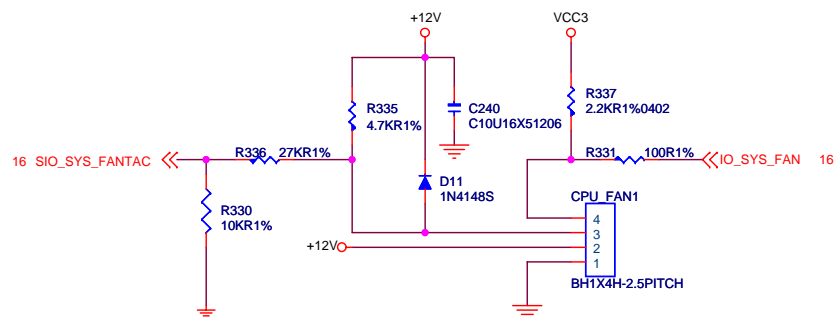 +12V
VCC3
R335
4.7KR1%
C240
C10U16X51206
R337
2.2KR1%0402
16 SIO_SYS_FANTAC
R336 27KR1%
R331 100R1%
IO_SYS_FAN 16
D11
1N4148S
CPU_FAN1
R330
10KR1%
4
3
+12V
2
1
BH1X4H-2.5PITCH